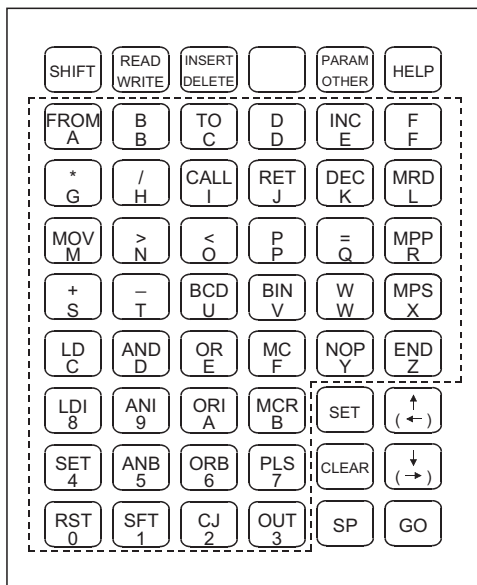 SHIFT READ INSERT PARAM HELP
WRITE DELETE OTHER
FROM B TO D INC F
A B C D E F
* / CALL RET DEC MRD
G H I J K L
MOV > < P = MPP
M N O P Q R
+ – BCD BIN W MPS
S T U V W X
LD AND OR MC NOP END
C D E F Y Z
LDI ANI ORI MCR SET ↑
8 9 A B (←)
SET ANB ORB PLS CLEAR ↓
4 5 6 7 (→)
RST SFT CJ OUT SP GO
0 1 2 3